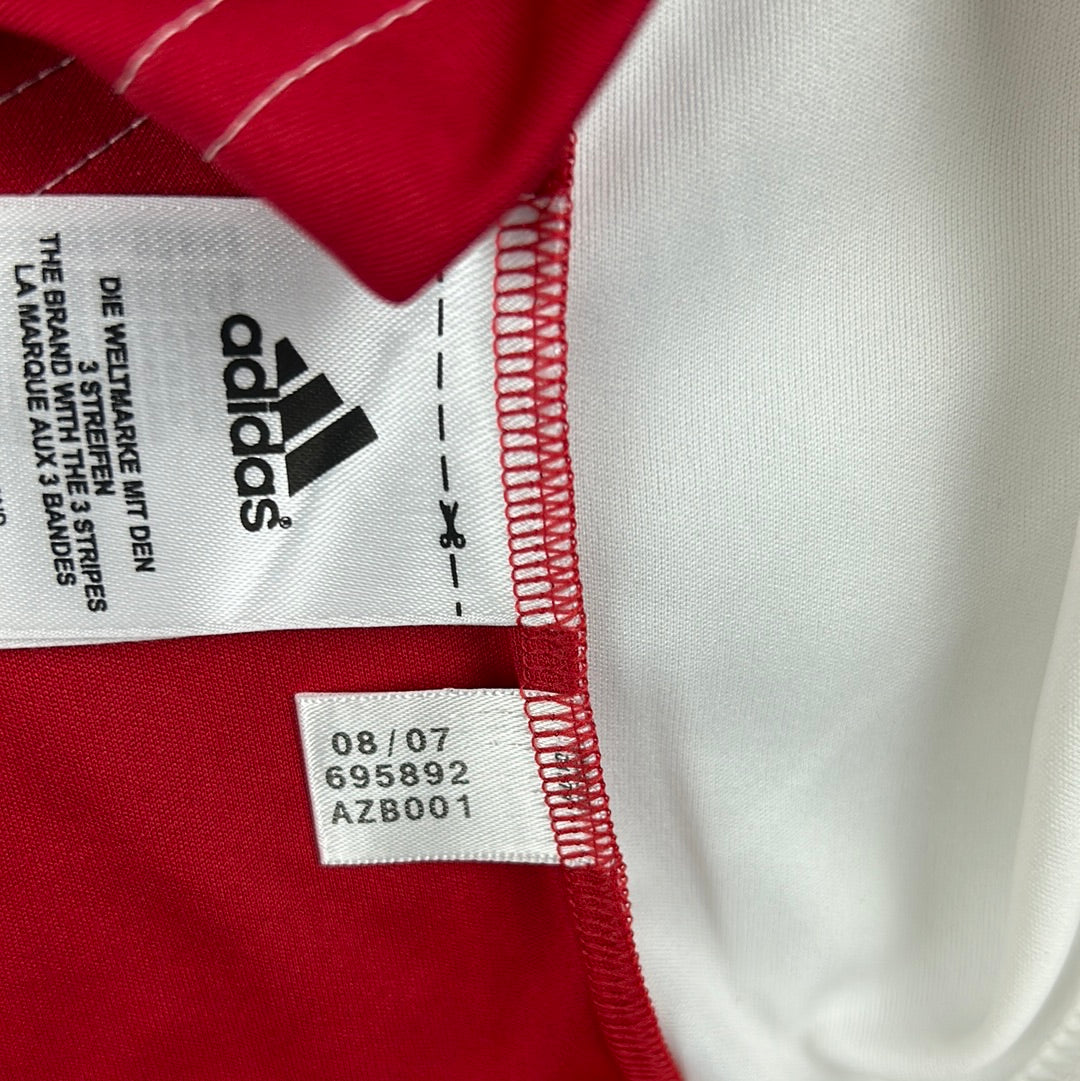 adidas®
DIE WELTMARKE MIT DEN
3 STREIFEN
THE BRAND WITH THE 3 STRIPES
LA MARQUE AUX 3 BANDES
08/07
695892
AZB001